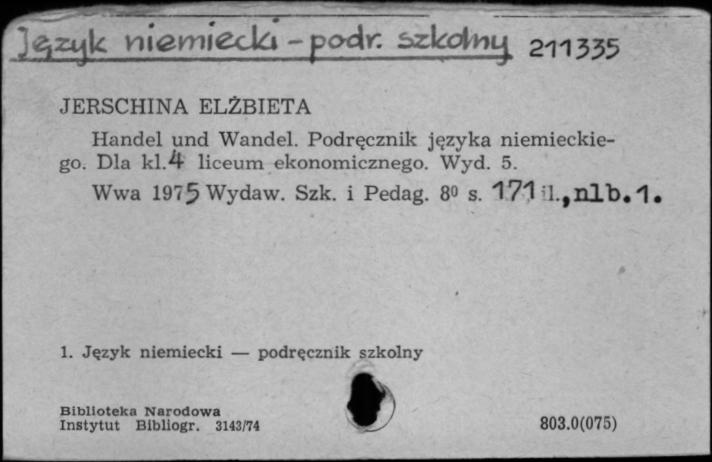 Język niemiecki - podr. szkolny 211335
JERSCHINA ELŻBIETA
Handel und Wandel. Podręcznik języka niemieckie-
go. Dla kl.4 liceum ekonomicznego. Wyd. 5.
Wwa 1975 Wydaw. Szk. i Pedag. 8⁰ s. 171 il., nlb.1.
1. Język niemiecki — podręcznik szkolny
Biblioteka Narodowa
Instytut Bibliogr. 3143/74
803.0(075)